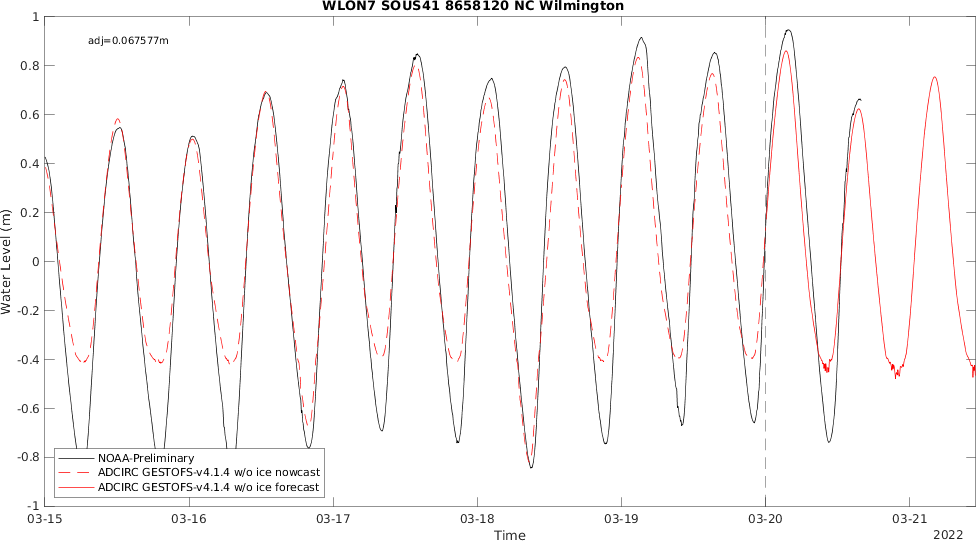 WLON7 SOUS41 8658120 NC Wilmington
adj=0.067577m
1
0.8
0.6
0.4
0.2
0
-0.2
-0.4
-0.6
-0.8
-1
Water Level (m)
NOAA-Preliminary
ADCIRC GESTOFS-v4.1.4 w/o ice nowcast
ADCIRC GESTOFS-v4.1.4 w/o ice forecast
03-15 03-16 03-17 03-18 03-19 03-20 03-21
Time
2022